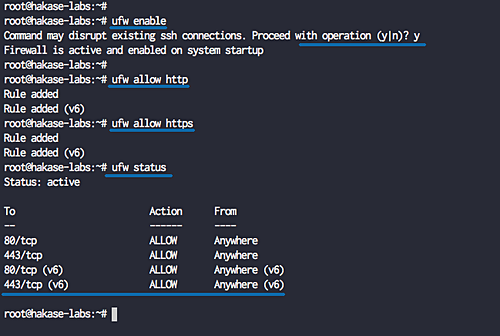 root@hakase-labs:~#
root@hakase-labs:~# ufw enable
Command may disrupt existing ssh connections. Proceed with operation (y|n)? y
Firewall is active and enabled on system startup
root@hakase-labs:~#
root@hakase-labs:~# ufw allow http
Rule added
Rule added (v6)
root@hakase-labs:~# ufw allow https
Rule added
Rule added (v6)
root@hakase-labs:~# ufw status
Status: active
To Action From
-- ------ ----
80/tcp ALLOW Anywhere
443/tcp ALLOW Anywhere
80/tcp (v6) ALLOW Anywhere (v6)
443/tcp (v6) ALLOW Anywhere (v6)
root@hakase-labs:~#